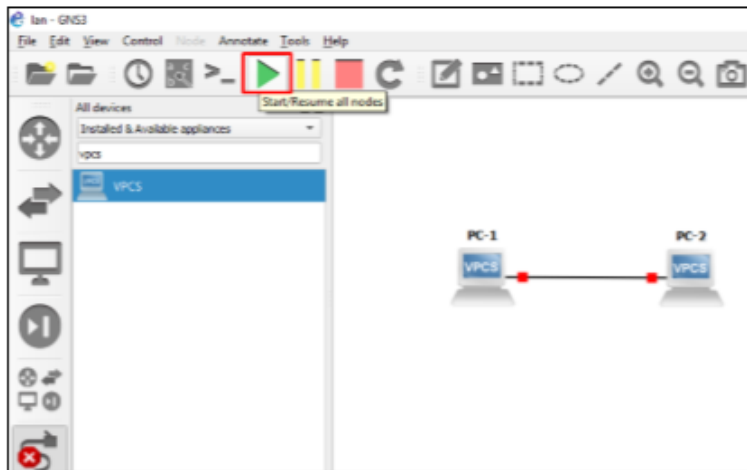 lan - GNS3
File Edit View Control Node Annotate Tools Help
Start/Resume all nodes
All devices
Installed & Available appliances
vpcs
VPCS
PC-1
PC-2
VPCS
VPCS